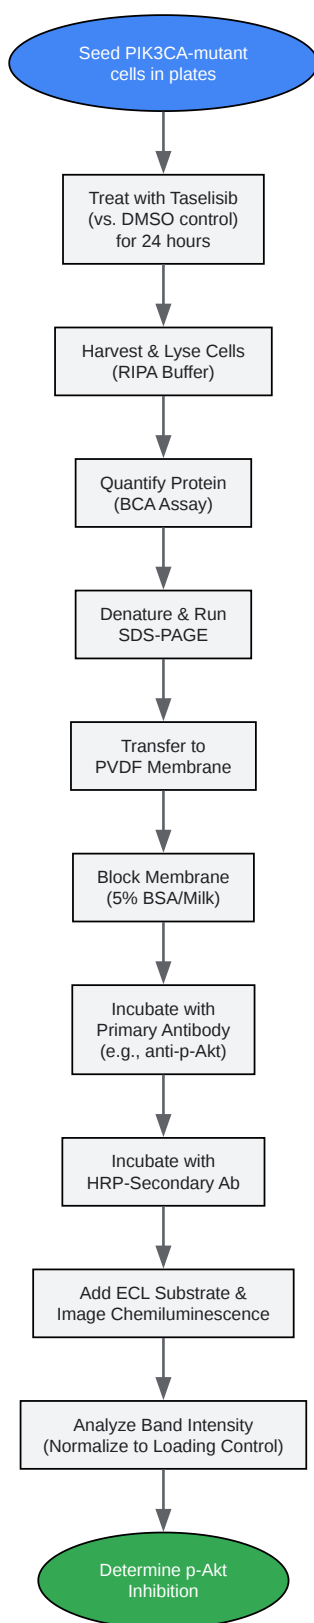 Seed PIK3CA-mutant
cells in plates
Treat with Taselisib
(vs. DMSO control)
for 24 hours
Harvest & Lyse Cells
(RIPA Buffer)
Quantify Protein
(BCA Assay)
Denature & Run
SDS-PAGE
Transfer to
PVDF Membrane
Block Membrane
(5% BSA/Milk)
Incubate with
Primary Antibody
(e.g., anti-p-Akt)
Incubate with
HRP-Secondary Ab
Add ECL Substrate &
Image Chemiluminescence
Analyze Band Intensity
(Normalize to Loading Control)
Determine p-Akt
Inhibition